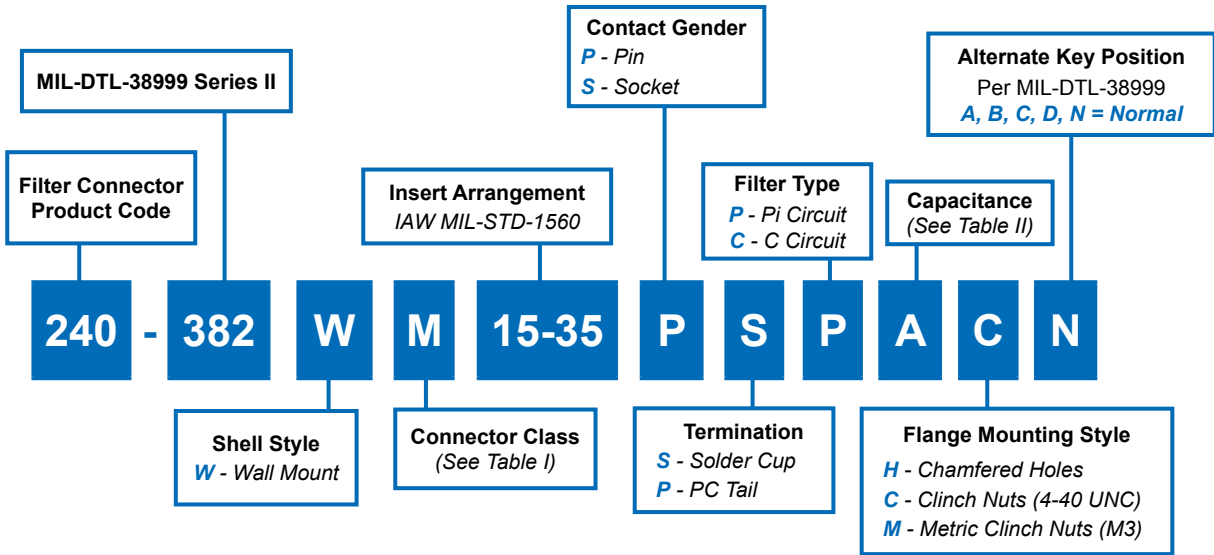 Contact Gender
P - Pin
S - Socket
Alternate Key Position
Per MIL-DTL-38999
A, B, C, D, N = Normal
MIL-DTL-38999 Series II
Filter Connector
Product Code
Insert Arrangement
IAW MIL-STD-1560
Filter Type
P - Pi Circuit
C - C Circuit
Capacitance
(See Table II)
240 - 382 W M 15-35 P S P A C N
Shell Style
W - Wall Mount
Connector Class
(See Table I)
Termination
S - Solder Cup
P - PC Tail
Flange Mounting Style
H - Chamfered Holes
C - Clinch Nuts (4-40 UNC)
M - Metric Clinch Nuts (M3)